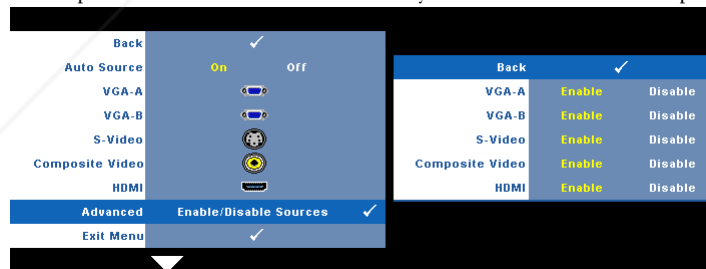 Back
Auto Source On Off
VGA-A
VGA-B
S-Video
Composite Video
HDMI
Advanced Enable/Disable Sources
Exit Menu
Back
VGA-A Enable Disable
VGA-B Enable Disable
S-Video Enable Disable
Composite Video Enable Disable
HDMI Enable Disable